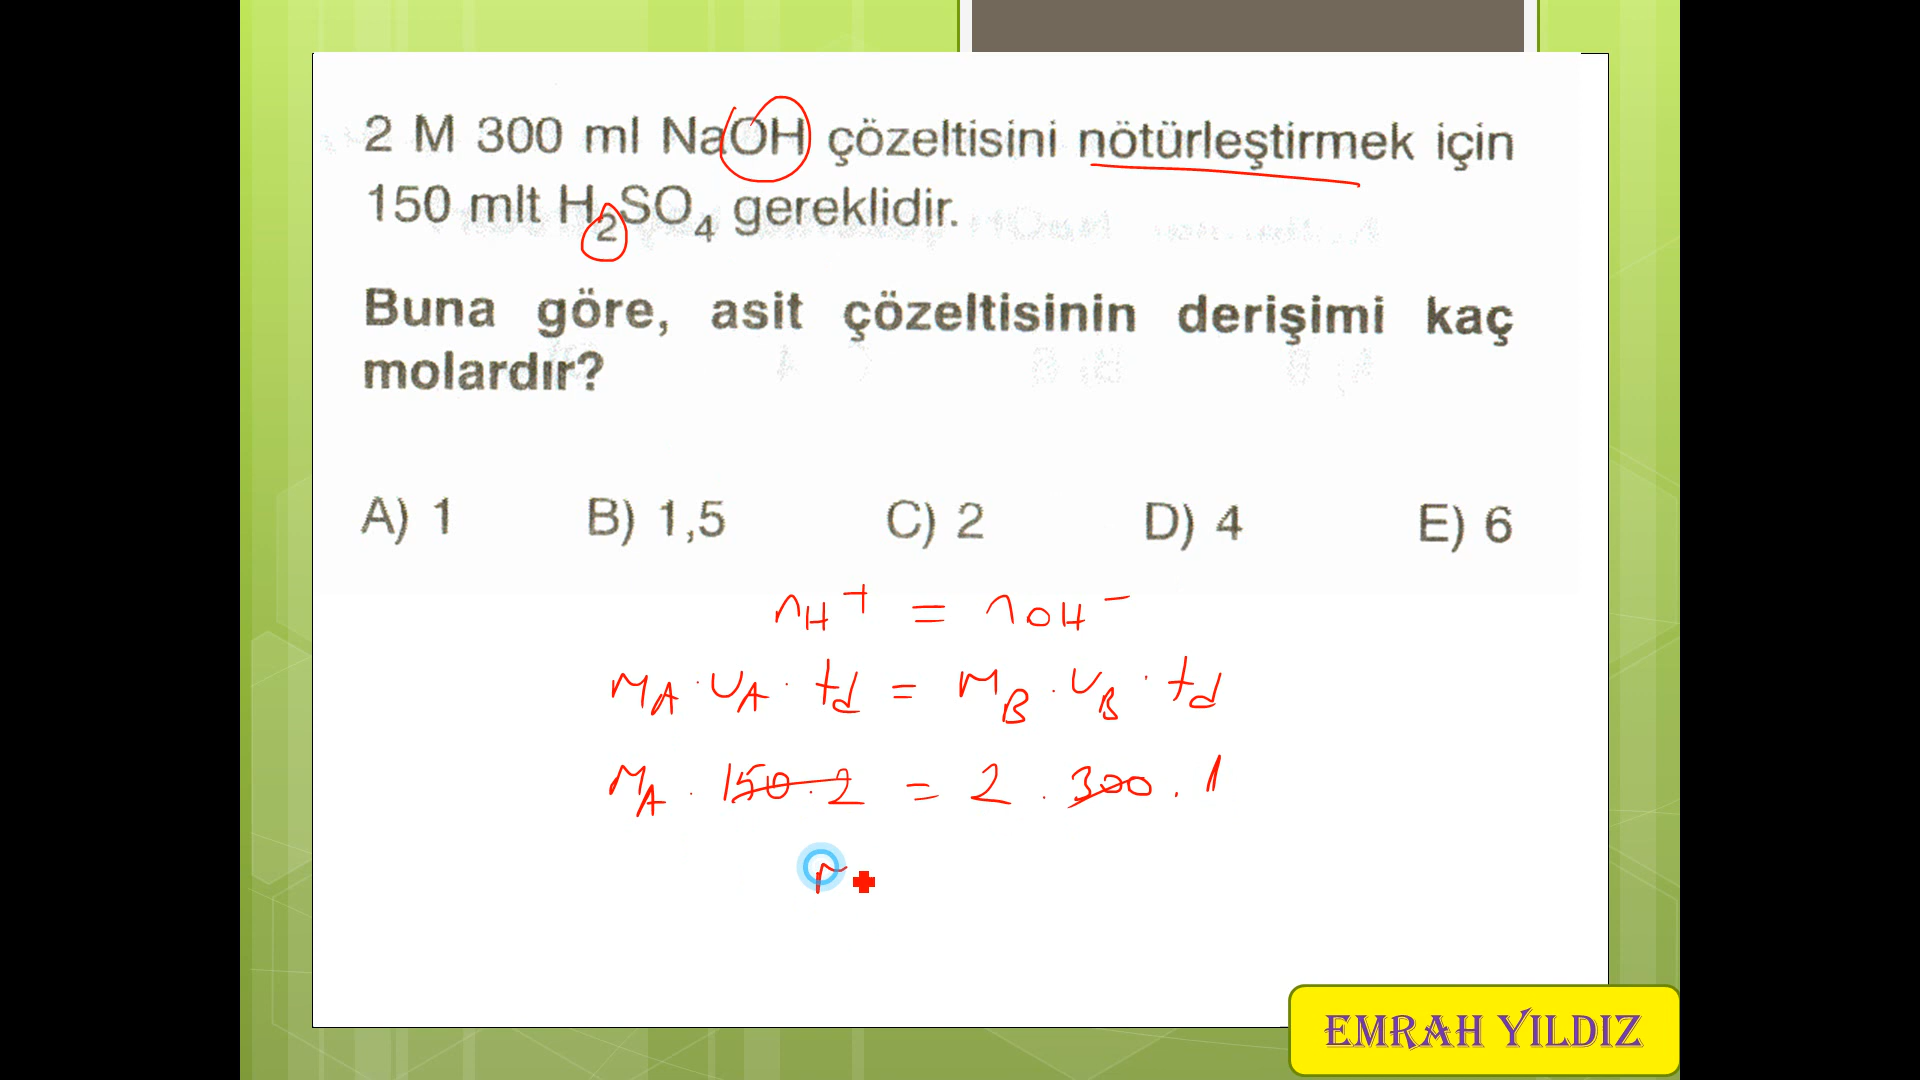 2 M 300 ml NaOH çözeltisini nötürleştirmek için
150 mlt H₂SO₄ gereklidir.
Buna göre, asit çözeltisinin derişimi kaç
molardır?
A) 1 B) 1,5 C) 2 D) 4 E) 6
nH⁺ = nOH⁻
MA · VA · td = MB · VB · td
MA · 150 · 2 = 2 · 300 · 1
EMRAH YILDIZ